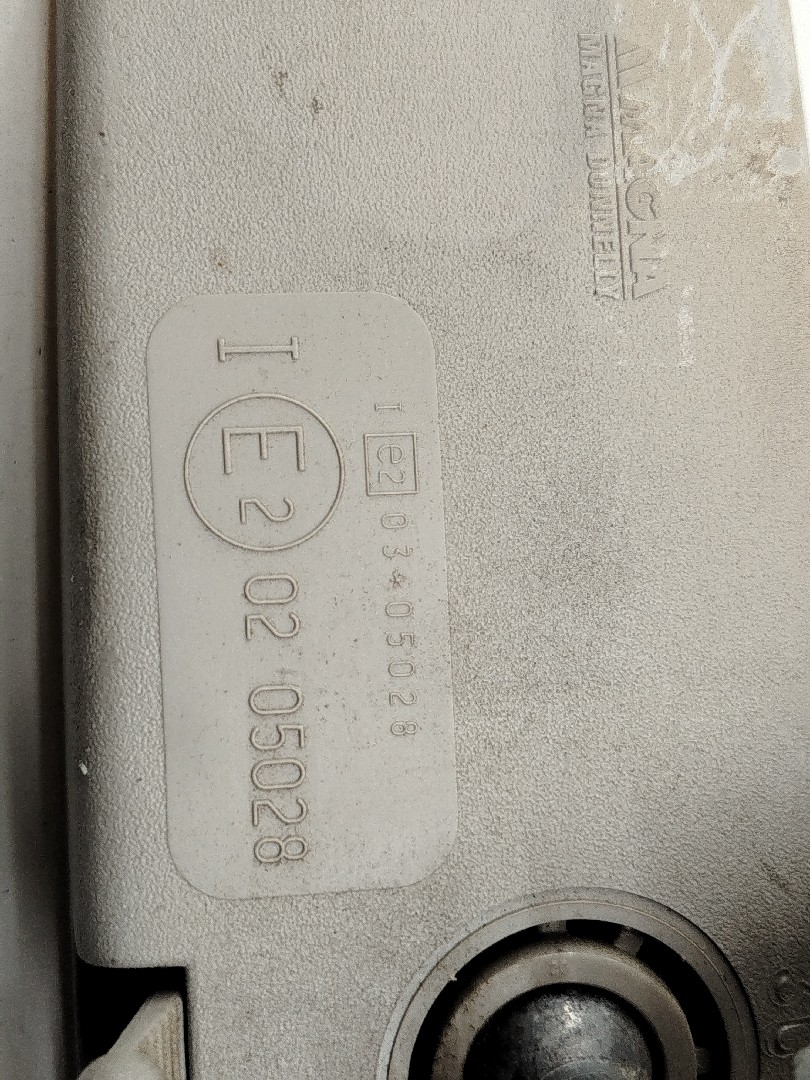 MAGNA
MAGNA DONNELLY
I e2 03*05028
I E2 02 05028